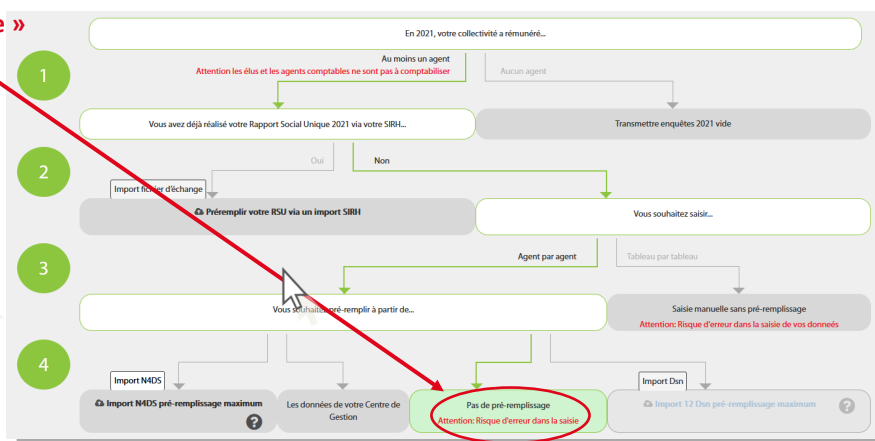 e »
En 2021, votre collectivité a rémunéré...
Au moins un agent
Attention les élus et les agents comptables ne sont pas à comptabiliser
Aucun agent
1
Vous avez déjà réalisé votre Rapport Social Unique 2021 via votre SIRH...
Transmettre enquêtes 2021 vide
Oui
Non
2
Import fichier d'échange
Préremplir votre RSU via un import SIRH
Vous souhaitez saisir...
Agent par agent
Tableau par tableau
3
Vous souhaitez pré-remplir à partir de...
Saisie manuelle sans pré-remplissage
Attention: Risque d'erreur dans la saisie de vos donneés
4
Import N4DS
Import Dsn
Import N4DS pré-remplissage maximum
?
Les données de votre Centre de
Gestion
Pas de pré-remplissage
Attention: Risque d'erreur dans la saisie
Import 12 Dsn pré-remplissage maximum
?